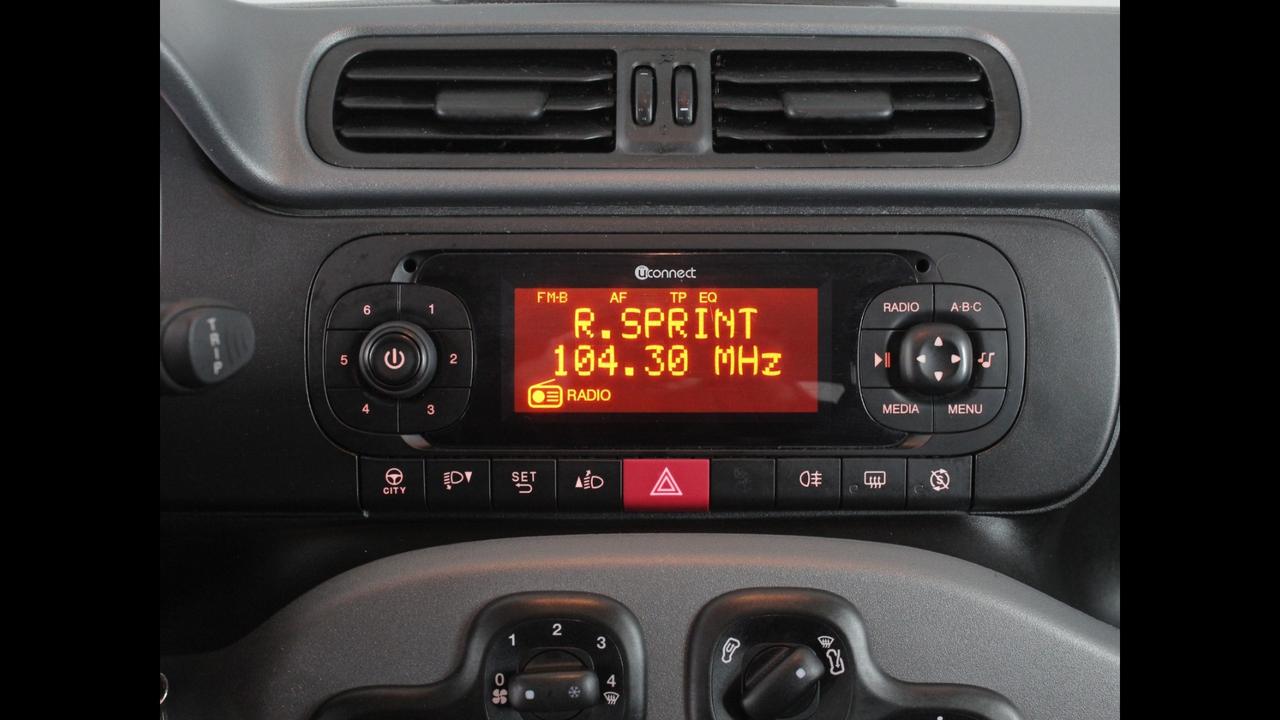 uconnect
FM-B AF TP EQ
R.SPRINT
104.30 MHz
RADIO
6 1
5 2
4 3
RADIO A·B·C
MEDIA MENU
TRIP
CITY
SET
0 1 2 3 4